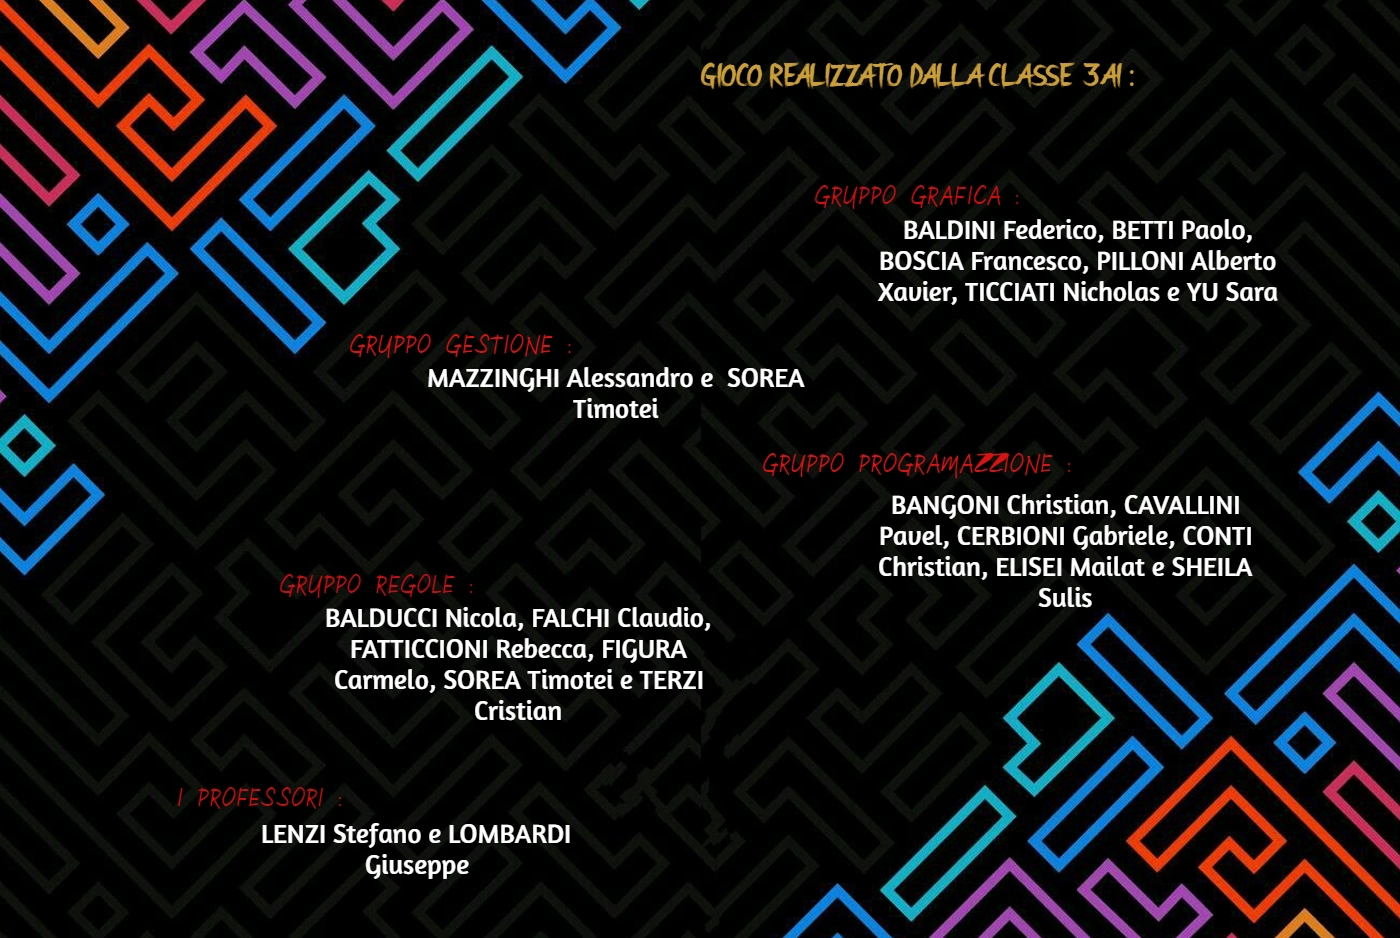 GIOCO REALIZZATO DALLA CLASSE 3AI :
GRUPPO GRAFICA :
BALDINI Federico, BETTI Paolo,
BOSCIA Francesco, PILLONI Alberto
Xavier, TICCIATI Nicholas e YU Sara
GRUPPO GESTIONE :
MAZZINGHI Alessandro e SOREA
Timotei
GRUPPO PROGRAMAZZIONE :
BANGONI Christian, CAVALLINI
Pavel, CERBIONI Gabriele, CONTI
Christian, ELISEI Mailat e SHEILA
Sulis
GRUPPO REGOLE :
BALDUCCI Nicola, FALCHI Claudio,
FATTICCIONI Rebecca, FIGURA
Carmelo, SOREA Timotei e TERZI
Cristian
I PROFESSORI :
LENZI Stefano e LOMBARDI
Giuseppe